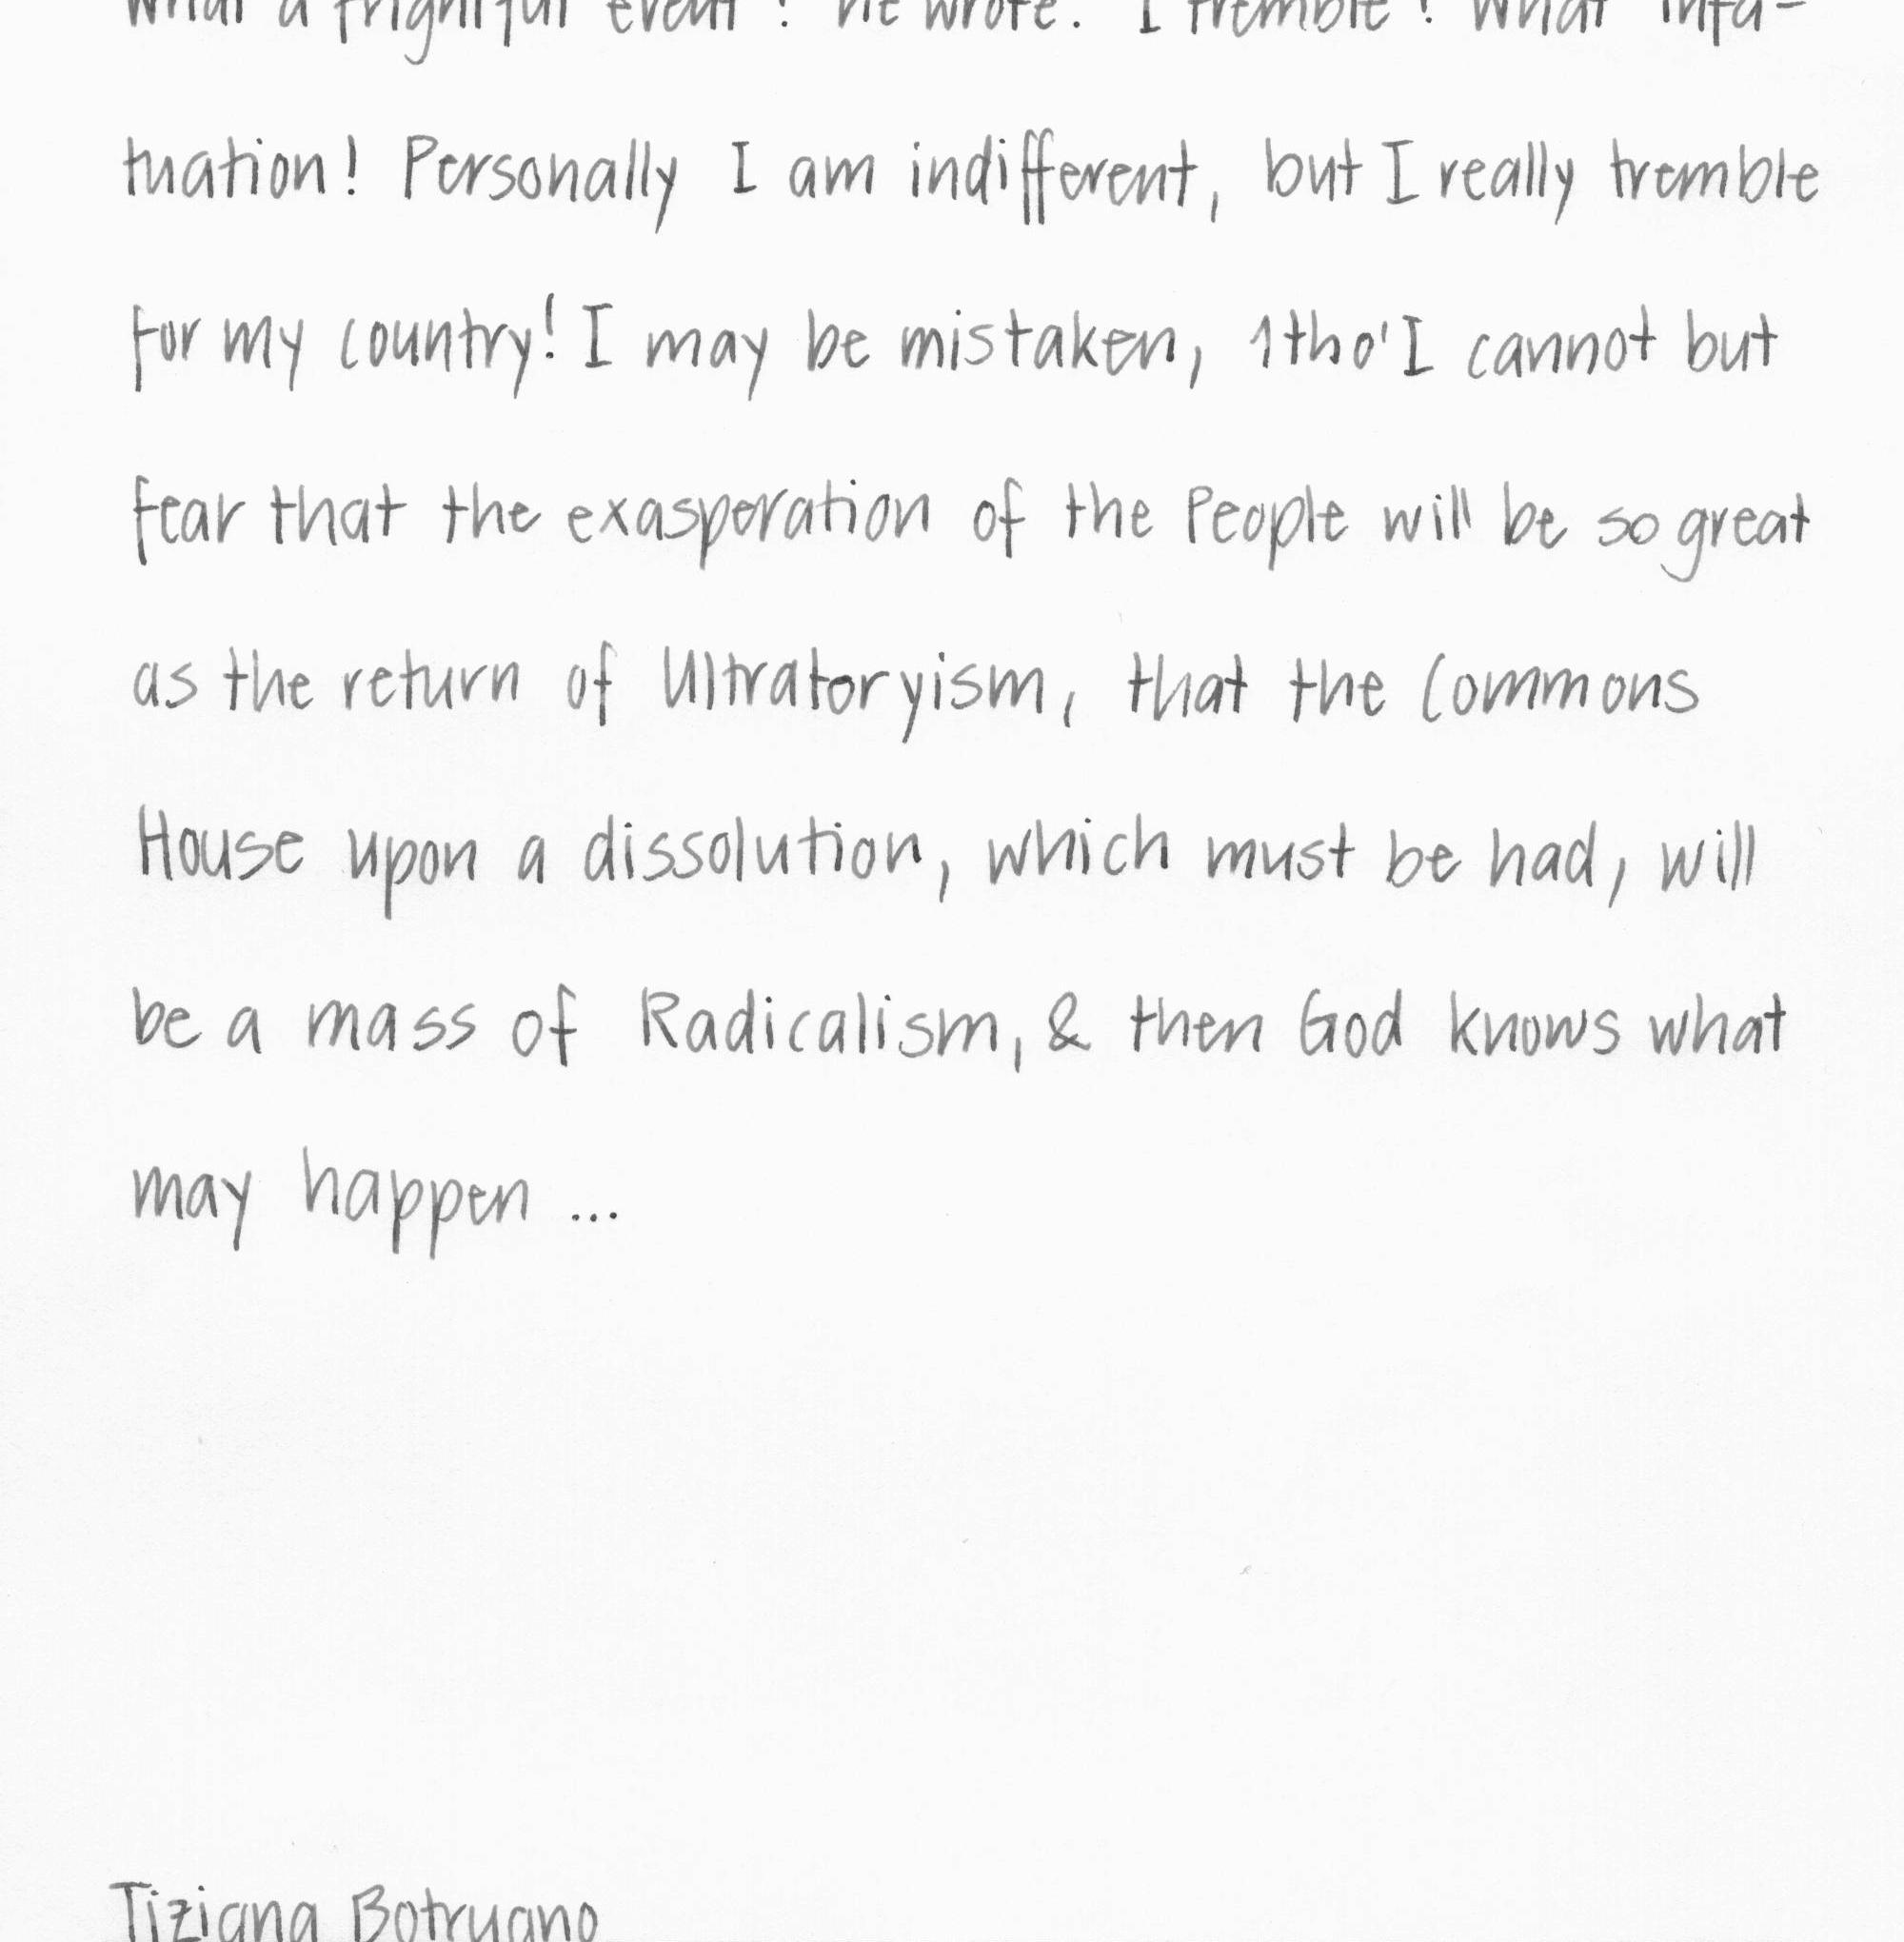 What a frightful event! he wrote. I tremble! What infa-
tuation! Personally I am indifferent, but I really tremble
for my country! I may be mistaken, 1tho'I cannot but
fear that the exasperation of the People will be so great
as the return of Ultratoryism, that the Commons
House upon a dissolution, which must be had, will
be a mass of Radicalism, & then God knows what
may happen ...
Tiziana Botruano